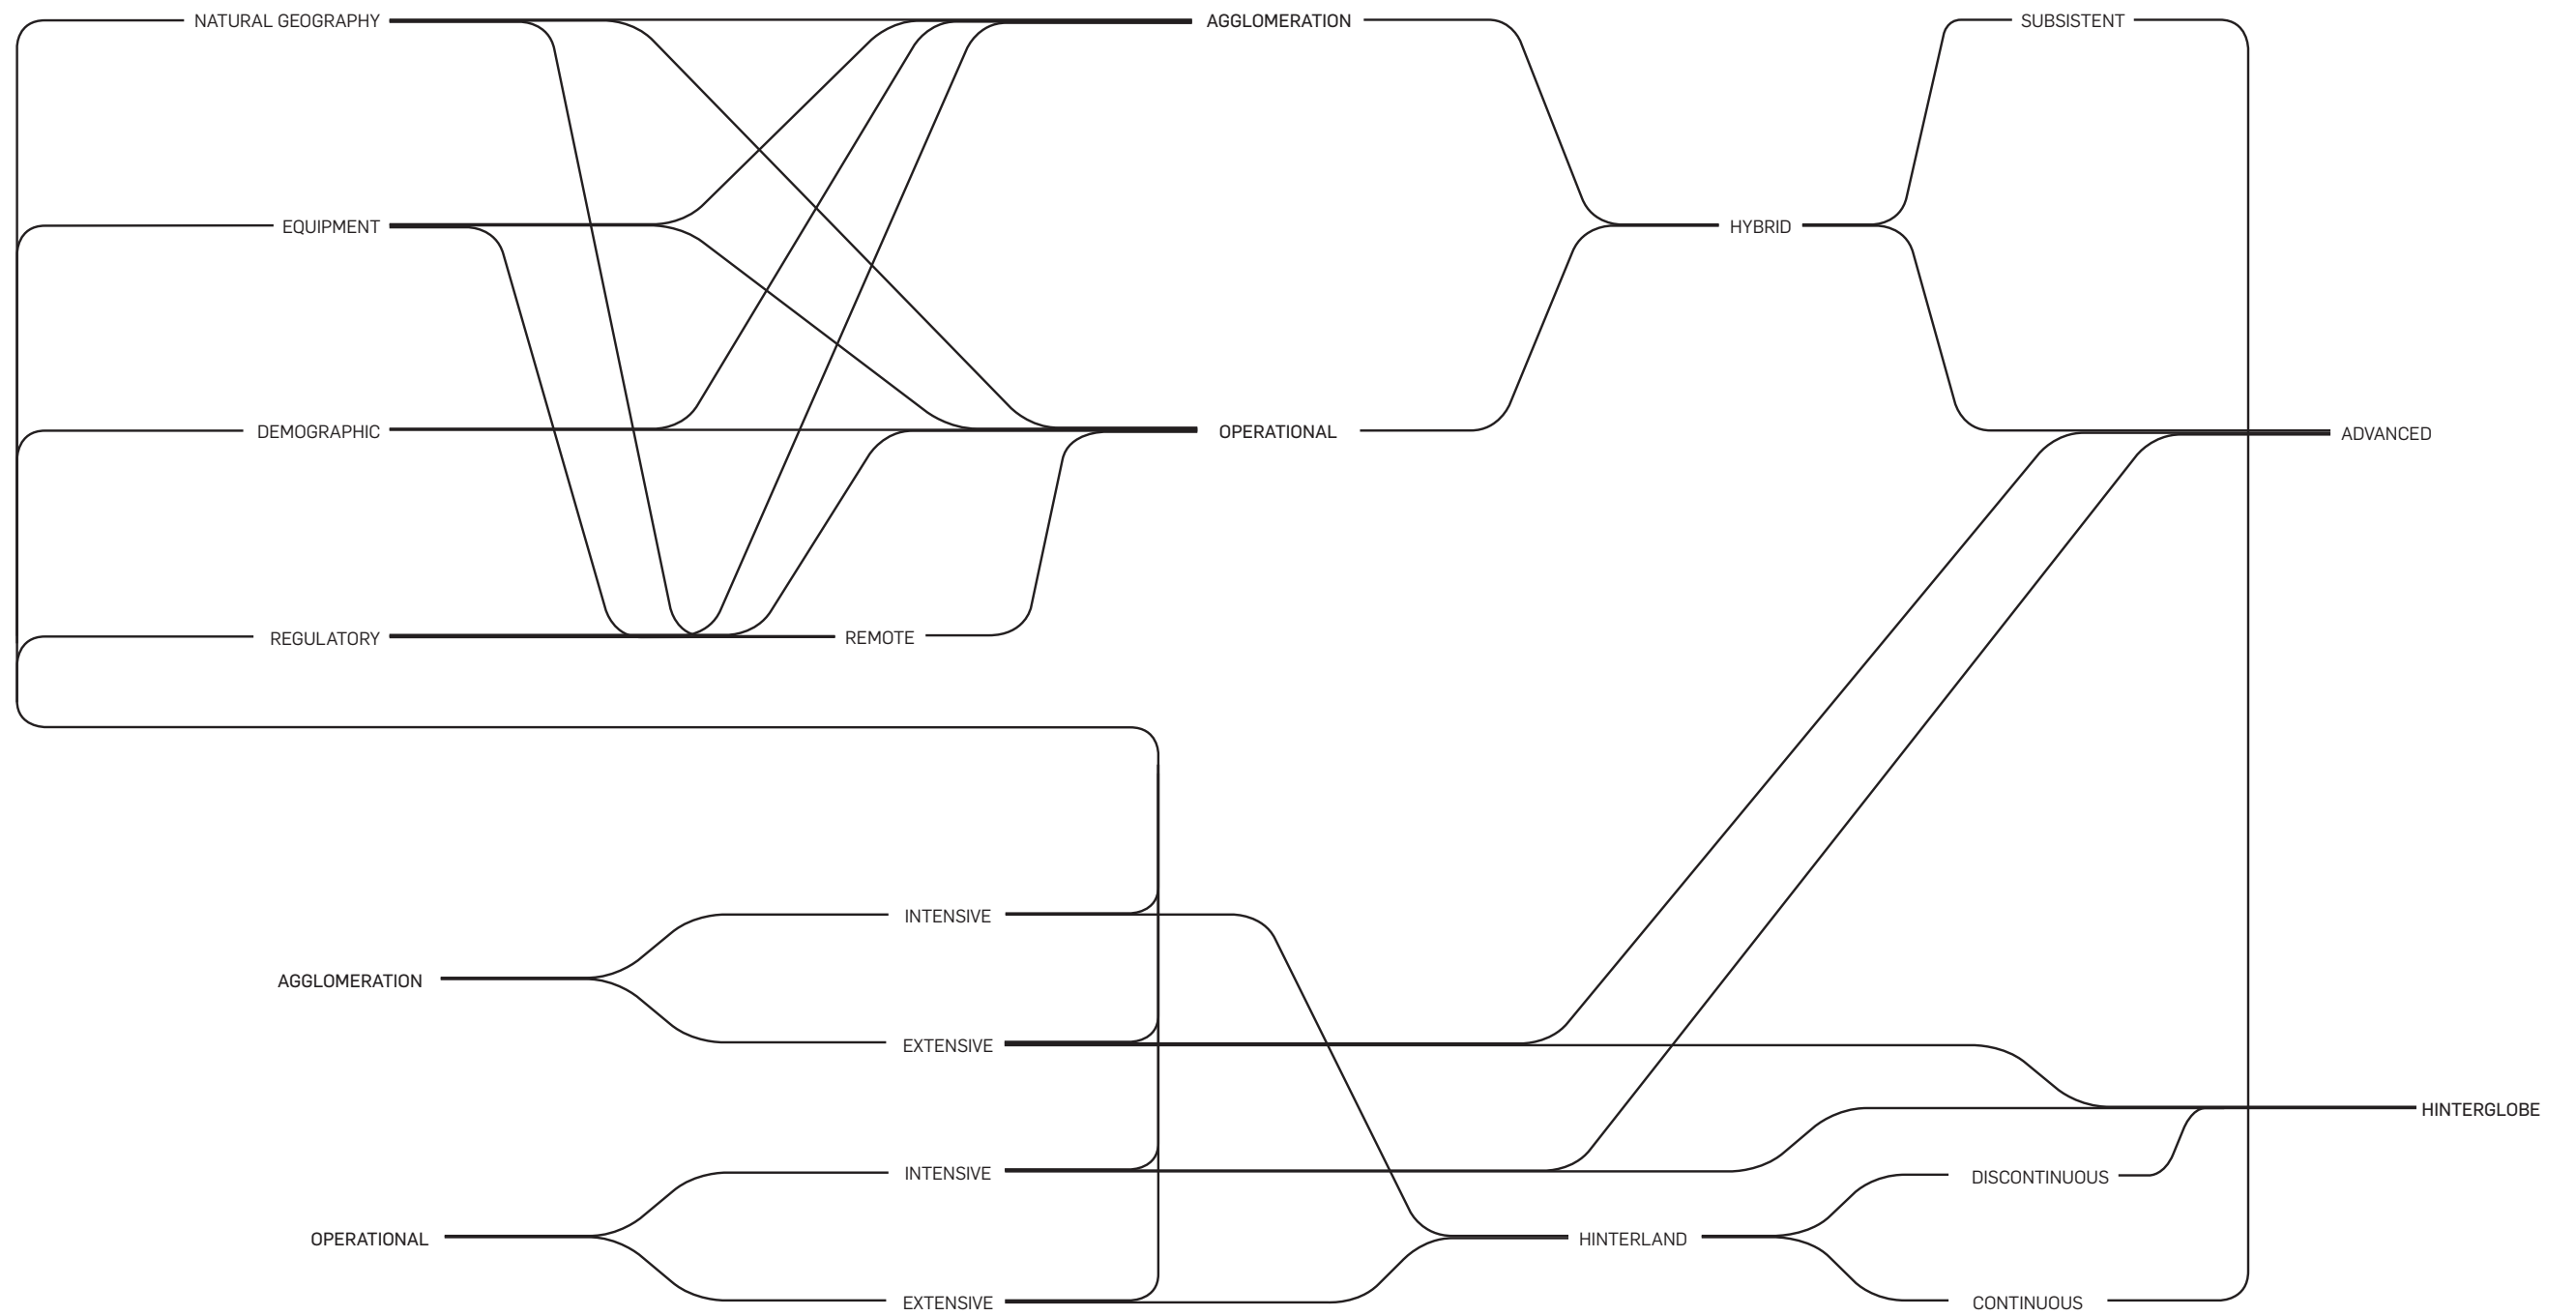 NATURAL GEOGRAPHY
AGGLOMERATION
SUBSISTENT
EQUIPMENT
HYBRID
DEMOGRAPHIC
OPERATIONAL
ADVANCED
REGULATORY
REMOTE
INTENSIVE
AGGLOMERATION
EXTENSIVE
HINTERGLOBE
INTENSIVE
DISCONTINUOUS
OPERATIONAL
HINTERLAND
EXTENSIVE
CONTINUOUS